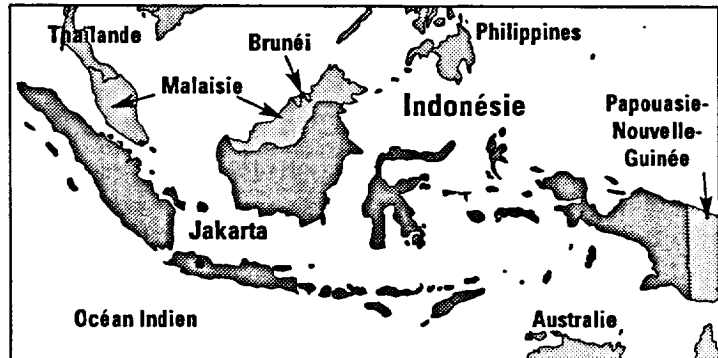 Thaïlande
Philippines
Brunéi
Malaisie
Indonésie
Papouasie-
Nouvelle-
Guinée
Jakarta
Océan Indien
Australie